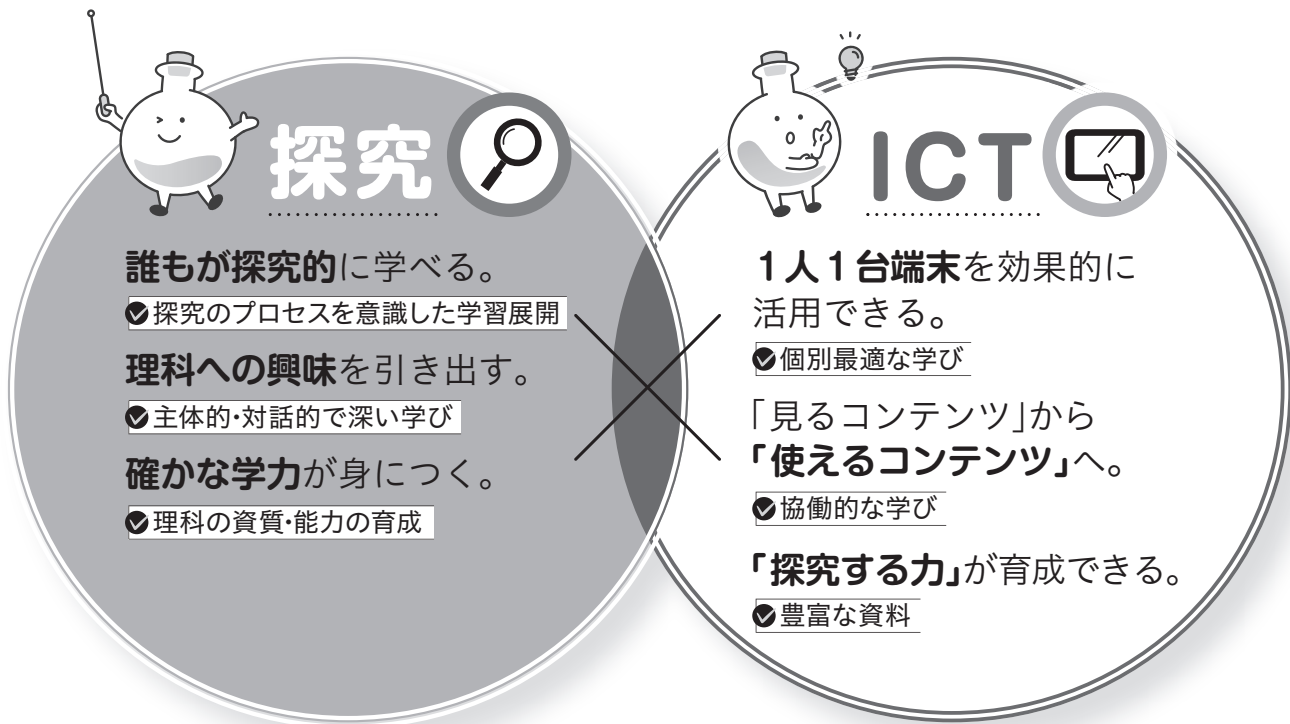 探究
誰もが探究的に学べる。
探究のプロセスを意識した学習展開
理科への興味を引き出す。
主体的・対話的で深い学び
確かな学力が身につく。
理科の資質・能力の育成
ICT
1人1台端末を効果的に
活用できる。
個別最適な学び
「見るコンテンツ」から
「使えるコンテンツ」へ。
協働的な学び
「探究する力」が育成できる。
豊富な資料